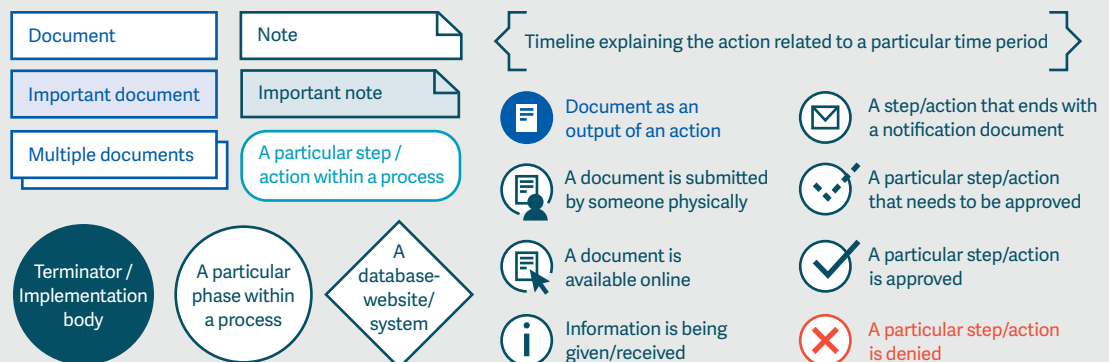 Document
Note
Timeline explaining the action related to a particular time period
Important document
Important note
Multiple documents
A particular step /
action within a process
Terminator /
Implementation
body
A particular
phase within
a process
A
database-
website/
system
Document as an
output of an action
A document is submitted
by someone physically
A document is
available online
Information is being
given/received
A step/action that ends with
a notification document
A particular step/action
that needs to be approved
A particular step/action
is approved
A particular step/action
is denied